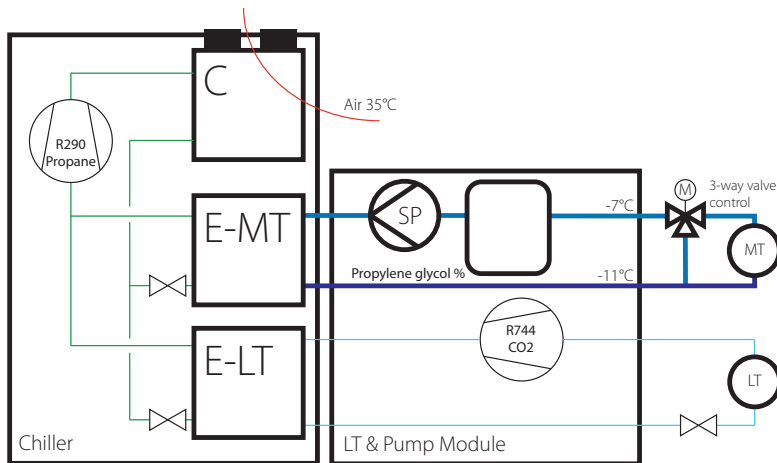 C
Air 35°C
R290
Propane
E-MT
SP
-7°C
M
3-way valve
control
MT
Propylene glycol %
-11°C
R744
CO2
E-LT
LT
Chiller
LT & Pump Module